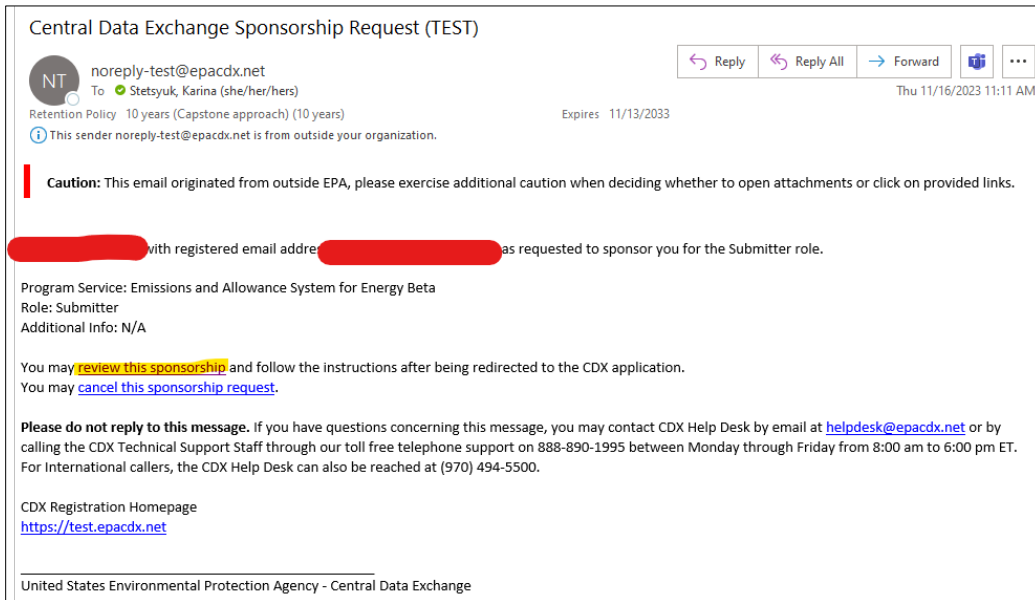 Central Data Exchange Sponsorship Request (TEST)
NT
noreply-test@epacdx.net
To Stetsyuk, Karina (she/her/hers)
Reply
Reply All
Forward
Thu 11/16/2023 11:11 AM
Retention Policy 10 years (Capstone approach) (10 years) Expires 11/13/2033
This sender noreply-test@epacdx.net is from outside your organization.
Caution: This email originated from outside EPA, please exercise additional caution when deciding whether to open attachments or click on provided links.
with registered email as requested to sponsor you for the Submitter role.
Program Service: Emissions and Allowance System for Energy Beta
Role: Submitter
Additional Info: N/A
You may review this sponsorship and follow the instructions after being redirected to the CDX application.
You may cancel this sponsorship request.
Please do not reply to this message. If you have questions concerning this message, you may contact CDX Help Desk by email at helpdesk@epacdx.net or by
calling the CDX Technical Support Staff through our toll free telephone support on 888-890-1995 between Monday through Friday from 8:00 am to 6:00 pm ET.
For International callers, the CDX Help Desk can also be reached at (970) 494-5500.
CDX Registration Homepage
https://test.epacdx.net
United States Environmental Protection Agency - Central Data Exchange